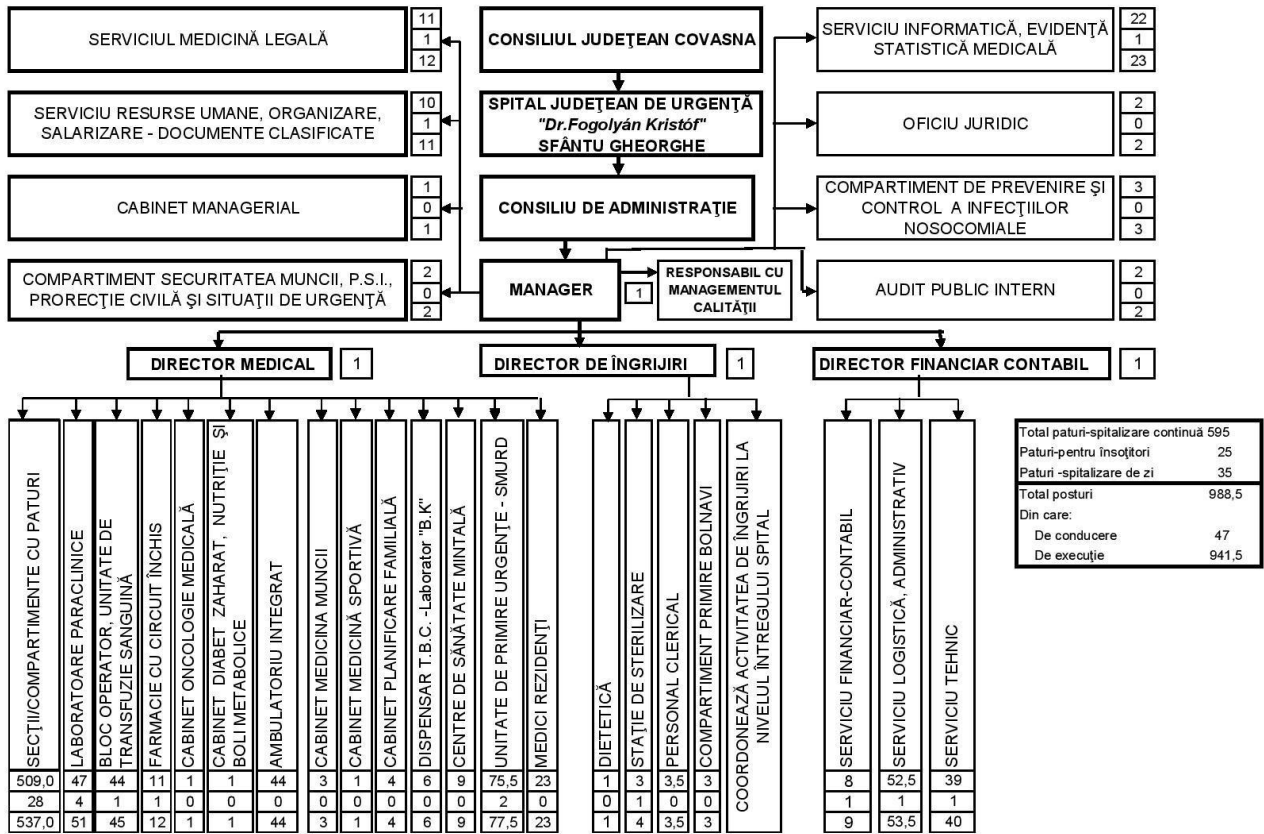 SERVICIUL MEDICINĂ LEGALĂ
11
1
12
SERVICIU RESURSE UMANE, ORGANIZARE,
SALARIZARE - DOCUMENTE CLASIFICATE
10
1
11
CABINET MANAGERIAL
1
0
1
COMPARTIMENT SECURITATEA MUNCII, P.S.I.,
PRORECŢIE CIVILĂ ŞI SITUAŢII DE URGENŢĂ
2
0
2
CONSILIUL JUDEŢEAN COVASNA
SPITAL JUDEŢEAN DE URGENŢĂ
"Dr.Fogolyán Kristóf"
SFÂNTU GHEORGHE
CONSILIU DE ADMINISTRAŢIE
MANAGER
1
RESPONSABIL CU
MANAGEMENTUL
CALITĂŢII
SERVICIU INFORMATICĂ, EVIDENŢĂ
STATISTICĂ MEDICALĂ
22
1
23
OFICIU JURIDIC
2
0
2
COMPARTIMENT DE PREVENIRE ŞI
CONTROL A INFECŢIILOR
NOSOCOMIALE
3
0
3
AUDIT PUBLIC INTERN
2
0
2
DIRECTOR MEDICAL
1
DIRECTOR DE ÎNGRIJIRI
1
DIRECTOR FINANCIAR CONTABIL
1
SECŢII/COMPARTIMENTE CU PATURI
509,0
28
537,0
LABORATOARE PARACLINICE
47
4
51
BLOC OPERATOR, UNITATE DE
TRANSFUZIE SANGUINĂ
44
1
45
FARMACIE CU CIRCUIT ÎNCHIS
11
1
12
CABINET ONCOLOGIE MEDICALĂ
1
0
1
CABINET DIABET ZAHARAT, NUTRIŢIE ŞI
BOLI METABOLICE
1
0
1
AMBULATORIU INTEGRAT
44
0
44
CABINET MEDICINA MUNCII
3
0
3
CABINET MEDICINĂ SPORTIVĂ
1
0
1
CABINET PLANIFICARE FAMILIALĂ
4
0
4
DISPENSAR T.B.C. -Laborator "B.K"
6
0
6
CENTRE DE SĂNĂTATE MINTALĂ
9
0
9
UNITATE DE PRIMIRE URGENŢE - SMURD
75,5
2
77,5
MEDICI REZIDENŢI
23
0
23
DIETETICĂ
1
0
1
STAŢIE DE STERILIZARE
3
1
4
PERSONAL CLERICAL
3,5
0
3,5
COMPARTIMENT PRIMIRE BOLNAVI
3
0
3
COORDONEAZĂ ACTIVITATEA DE ÎNGRIJIRI LA
NIVELUL ÎNTREGULUI SPITAL
SERVICIU FINANCIAR-CONTABIL
8
1
9
SERVICIU LOGISTICĂ, ADMINISTRATIV
52,5
1
53,5
SERVICIU TEHNIC
39
1
40
Total paturi-spitalizare continuă 595
Paturi-pentru însoţitori 25
Paturi -spitalizare de zi 35
Total posturi 988,5
Din care:
De conducere 47
De execuţie 941,5